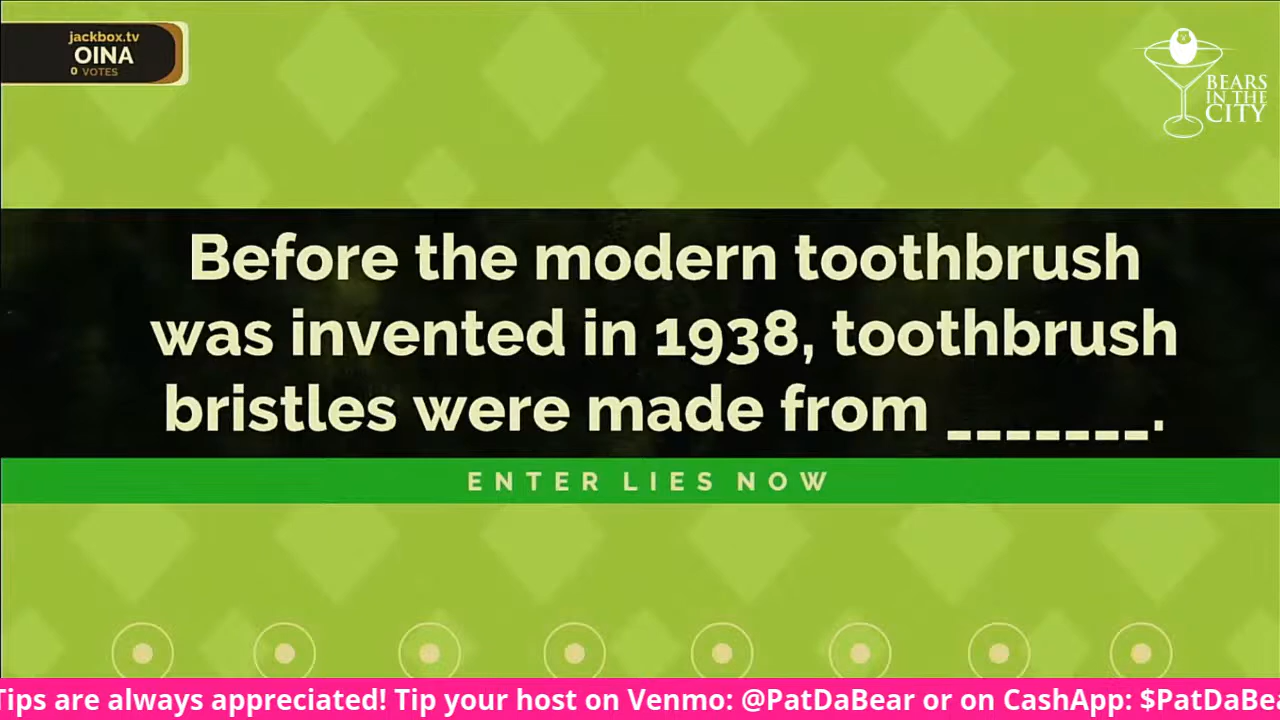 jackbox.tv
OINA
0 VOTES
BEARS
IN THE
CITY
Before the modern toothbrush
was invented in 1938, toothbrush
bristles were made from _______.
ENTER LIES NOW
Tips are always appreciated! Tip your host on Venmo: @PatDaBear or on CashApp: $PatDaBea